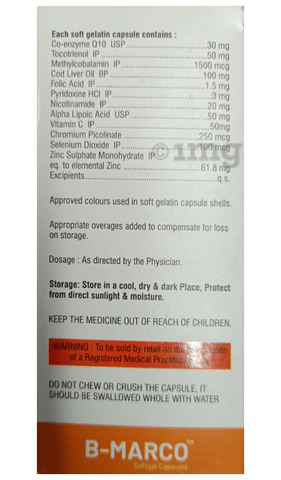 Each soft gelatin capsule contains :
Co-enzyme Q10 USP...30 mg
Tocotrienol IP...50 mg
Methylcobalamin IP...1500 mcg
Cod Liver Oil BP...100 mg
Folic Acid IP...1.5 mg
Pyridoxine HCl IP...3 mg
Nicotinamide IP...20 mg
Alpha Lipoic Acid USP...50 mg
Vitamin C IP...50mg
Chromium Picolinate...250 mcg
Selenium Dioxide IP...100 mcg
Zinc Sulphate Monohydrate IP
eq. to elemental Zinc...61.8 mg
Excipients...q.s.
© 1mg
Approved colours used in soft gelatin capsule shells.
Appropriate overages added to compensate for loss
on storage.
Dosage : As directed by the Physician.
Storage: Store in a cool, dry & dark Place, Protect
from direct sunlight & moisture.
KEEP THE MEDICINE OUT OF REACH OF CHILDREN.
WARNING : To be sold by retail on the
of a Registered Medical
DO NOT CHEW OR CRUSH THE CAPSULE, IT
SHOULD BE SWALLOWED WHOLE WITH WATER
B-MARCO™
Softgel Capsules